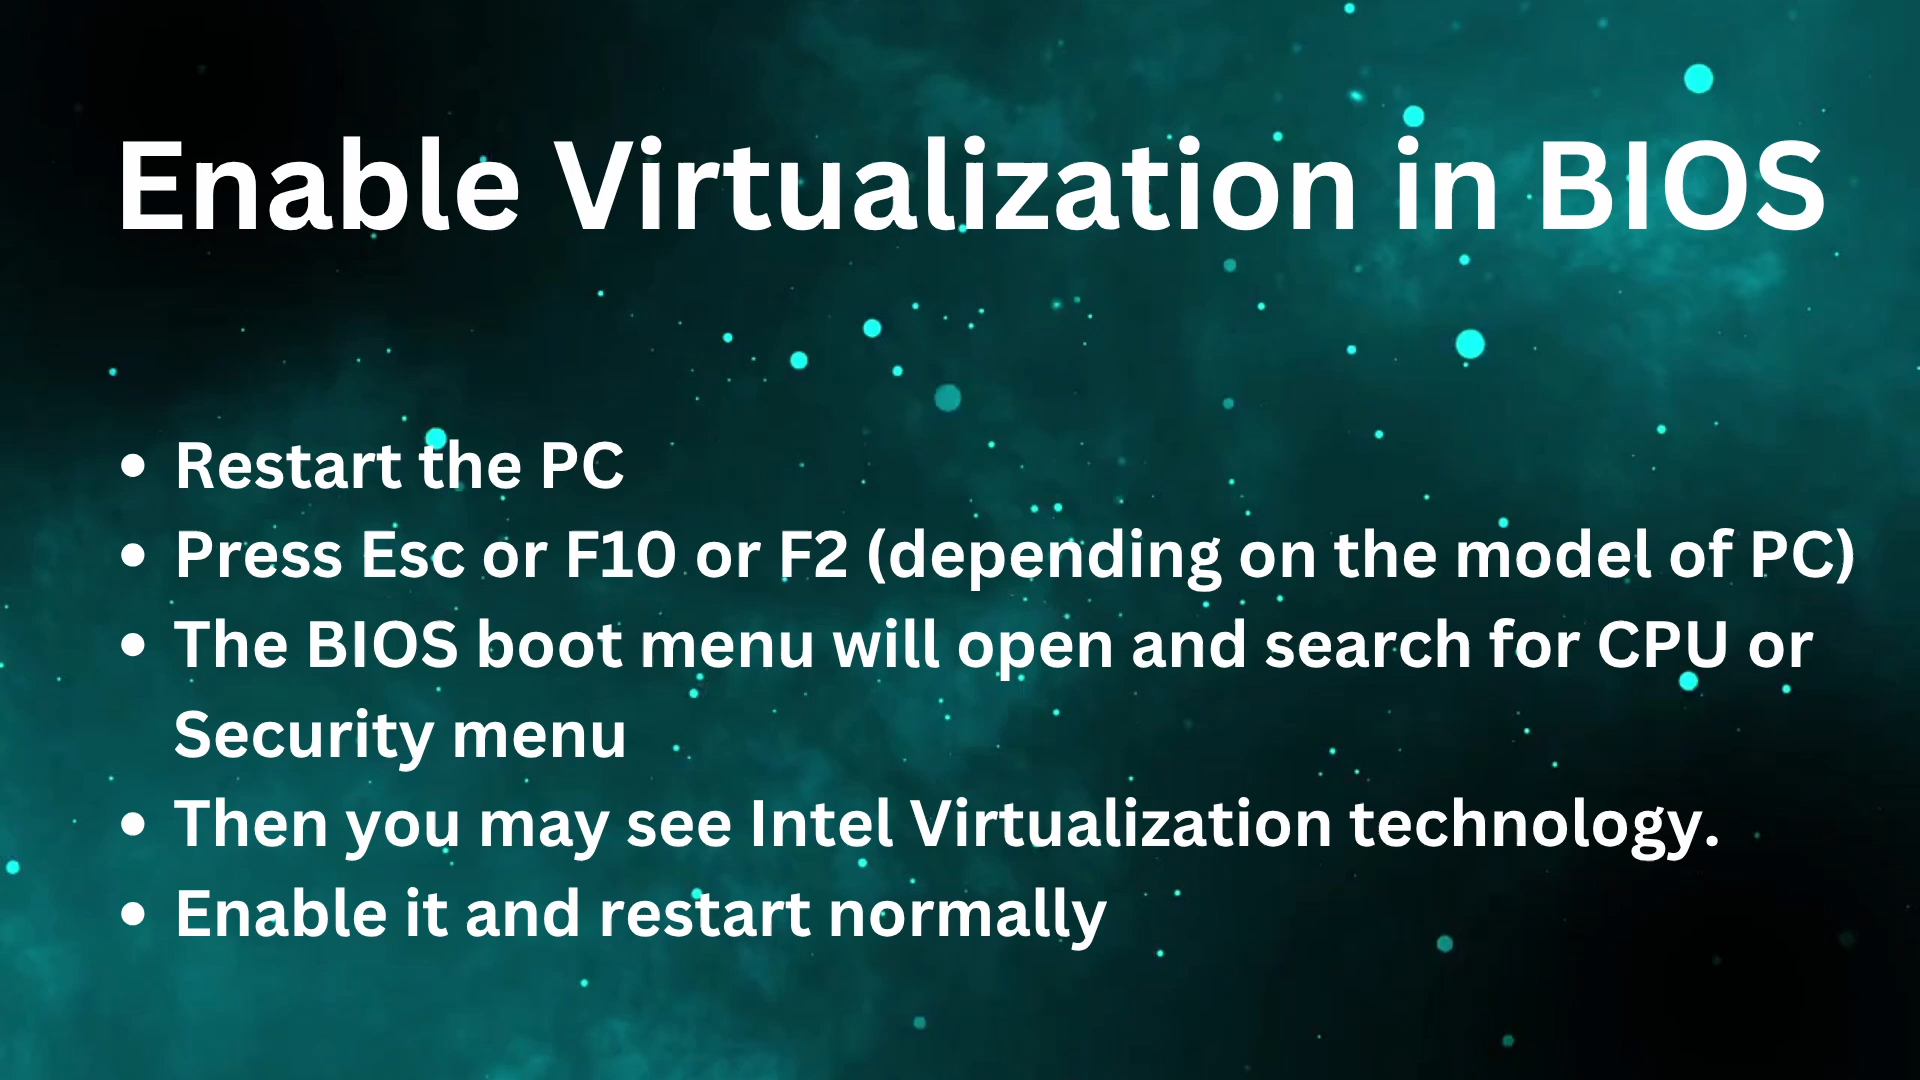 Enable Virtualization in BIOS
• Restart the PC
• Press Esc or F10 or F2 (depending on the model of PC)
• The BIOS boot menu will open and search for CPU or
Security menu
• Then you may see Intel Virtualization technology.
• Enable it and restart normally